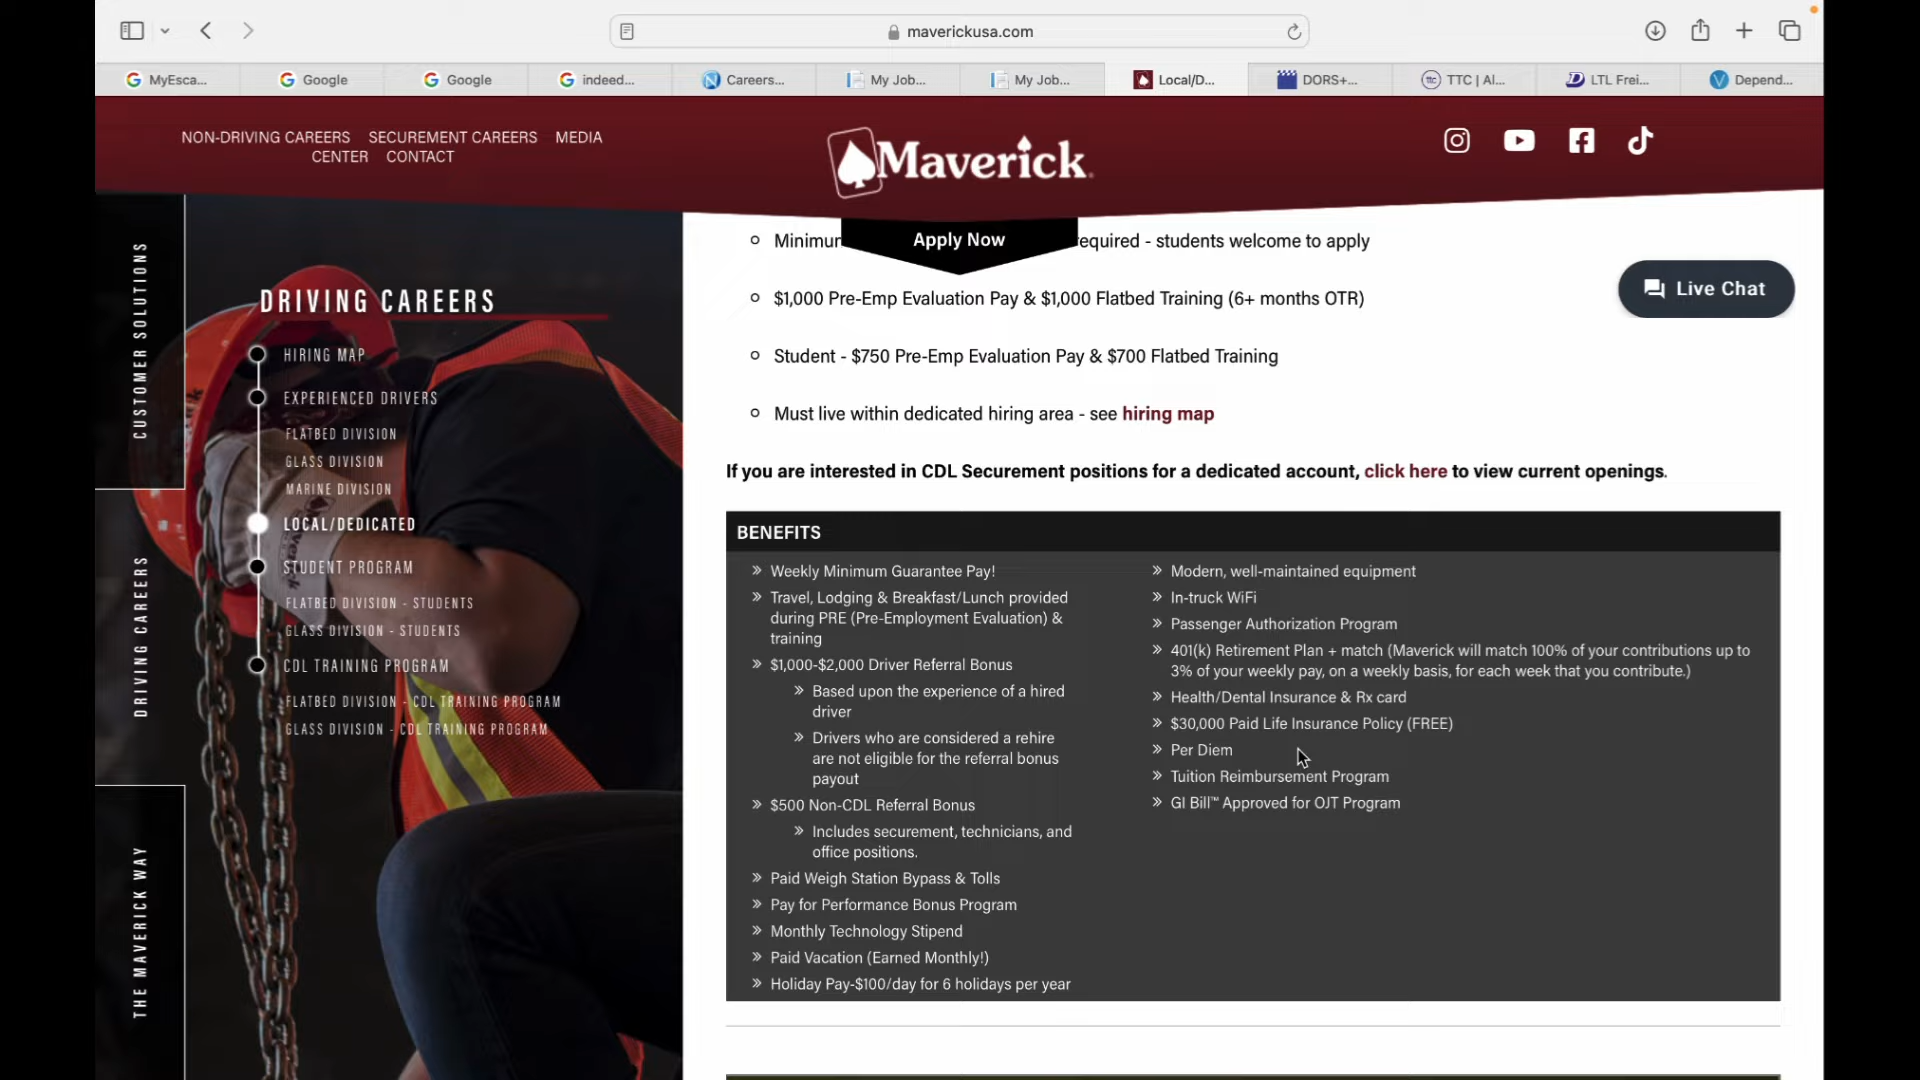 maverickusa.com
MyEsca...
Google
Google
indeed...
Careers...
My Job...
My Job...
Local/D...
DORS+...
TTC | Al...
LTL Frei...
Depend...
NON-DRIVING CAREERS SECUREMENT CAREERS MEDIA
CENTER CONTACT
Maverick
Apply Now
Live Chat
CUSTOMER SOLUTIONS
DRIVING CAREERS
THE MAVERICK WAY
DRIVING CAREERS
HIRING MAP
EXPERIENCED DRIVERS
FLATBED DIVISION
GLASS DIVISION
MARINE DIVISION
LOCAL/DEDICATED
STUDENT PROGRAM
FLATBED DIVISION - STUDENTS
GLASS DIVISION - STUDENTS
CDL TRAINING PROGRAM
FLATBED DIVISION - CDL TRAINING PROGRAM
GLASS DIVISION - CDL TRAINING PROGRAM
equired - students welcome to apply
$1,000 Pre-Emp Evaluation Pay & $1,000 Flatbed Training (6+ months OTR)
Student - $750 Pre-Emp Evaluation Pay & $700 Flatbed Training
Must live within dedicated hiring area - see hiring map
If you are interested in CDL Securement positions for a dedicated account, click here to view current openings.
BENEFITS
» Weekly Minimum Guarantee Pay!
» Travel, Lodging & Breakfast/Lunch provided
during PRE (Pre-Employment Evaluation) &
training
» $1,000-$2,000 Driver Referral Bonus
» Based upon the experience of a hired
driver
» Drivers who are considered a rehire
are not eligible for the referral bonus
payout
» $500 Non-CDL Referral Bonus
» Includes securement, technicians, and
office positions.
» Paid Weigh Station Bypass & Tolls
» Pay for Performance Bonus Program
» Monthly Technology Stipend
» Paid Vacation (Earned Monthly!)
» Holiday Pay-$100/day for 6 holidays per year
» Modern, well-maintained equipment
» In-truck WiFi
» Passenger Authorization Program
» 401(k) Retirement Plan + match (Maverick will match 100% of your contributions up to
3% of your weekly pay, on a weekly basis, for each week that you contribute.)
» Health/Dental Insurance & Rx card
» $30,000 Paid Life Insurance Policy (FREE)
» Per Diem
» Tuition Reimbursement Program
» GI Bill™ Approved for OJT Program